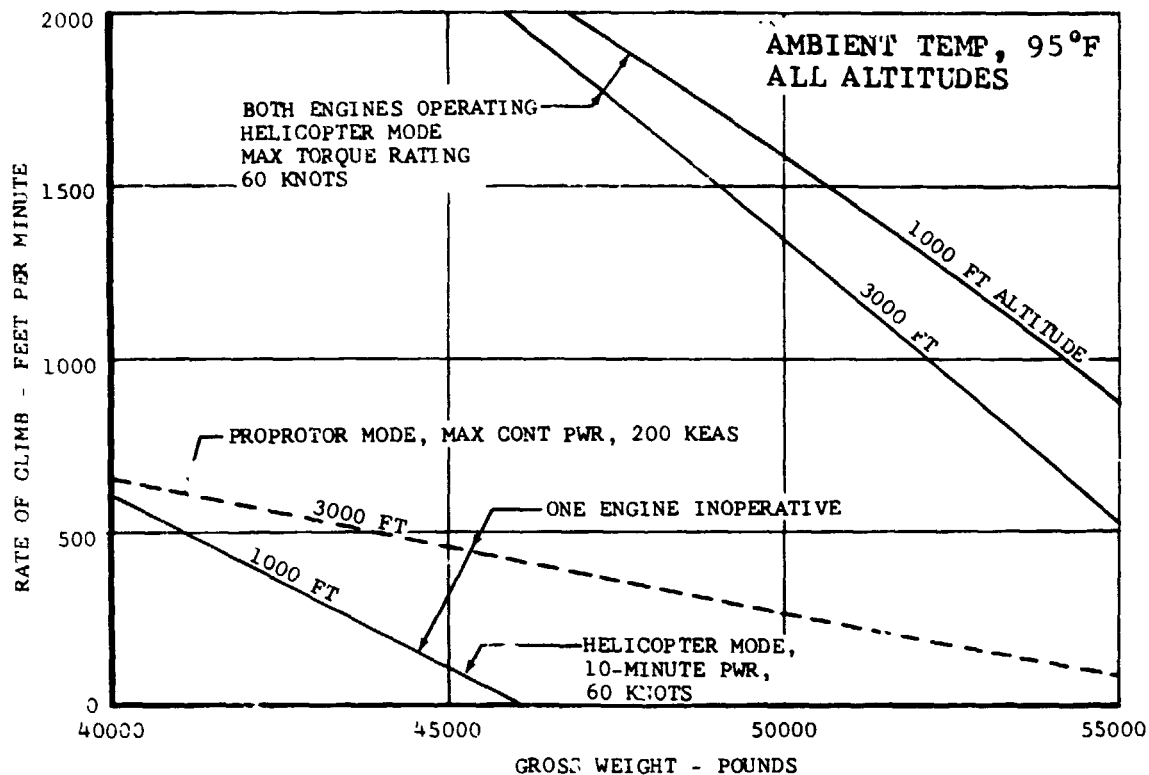 2000
AMBIENT TEMP, 95°F
ALL ALTITUDES
BOTH ENGINES OPERATING
HELICOPTER MODE
MAX TORQUE RATING
60 KNOTS
1500
1000 FT ALTITUDE
3000 FT
1000
PROPROTOR MODE, MAX CONT PWR, 200 KEAS
3000 FT
ONE ENGINE INOPERATIVE
500
1000 FT
HELICOPTER MODE,
10-MINUTE PWR,
60 KNOTS
0
40000
45000
50000
55000
GROSS WEIGHT - POUNDS
RATE OF CLIMB - FEET PER MINUTE